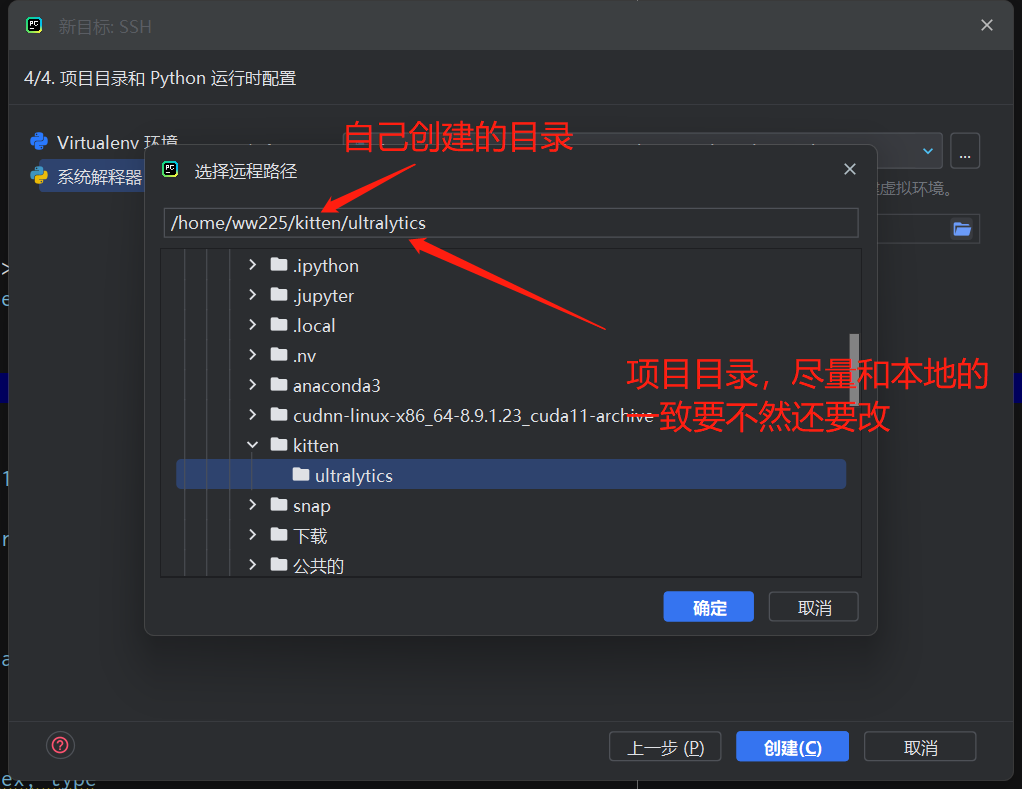 新目标: SSH
4/4. 项目目录和 Python 运行时配置
Virtualenv 环境
系统解释器
...
虚拟环境。
自己创建的目录
选择远程路径
/home/ww225/kitten/ultralytics
.ipython
.jupyter
.local
.nv
anaconda3
cudnn-linux-x86_64-8.9.1.23_cuda11-archive
kitten
ultralytics
snap
下载
公共的
项目目录，尽量和本地的
一致要不然还要改
确定
取消
?
上一步 (P)
创建(C)
取消
ex, type